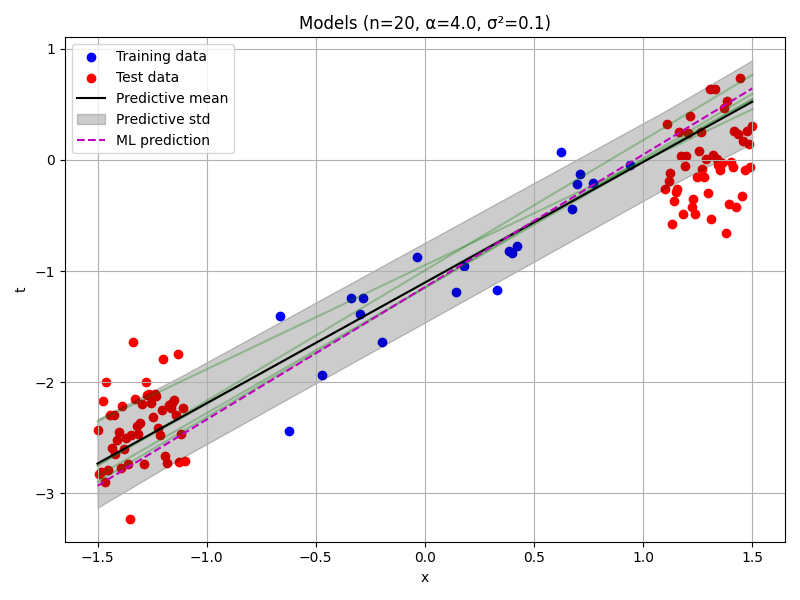 Models (n=20, α=4.0, σ²=0.1)
Training data
Test data
Predictive mean
Predictive std
ML prediction
1
0
−1
−2
−3
t
−1.5
−1.0
−0.5
0.0
0.5
1.0
1.5
x